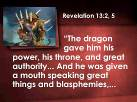 Revelation 13:2, 5
“The dragon
gave him his
power, his throne, and great
authority... And he was given
a mouth speaking great
things and blasphemies,...